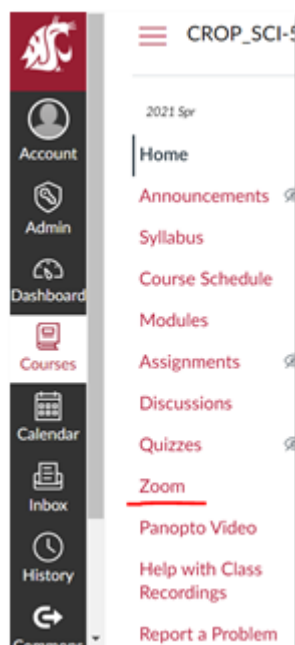 CROP_SCI-5
2021 Spr
Account
Admin
Dashboard
Courses
Calendar
Inbox
History
Commons
Home
Announcements
Syllabus
Course Schedule
Modules
Assignments
Discussions
Quizzes
Zoom
Panopto Video
Help with Class
Recordings
Report a Problem